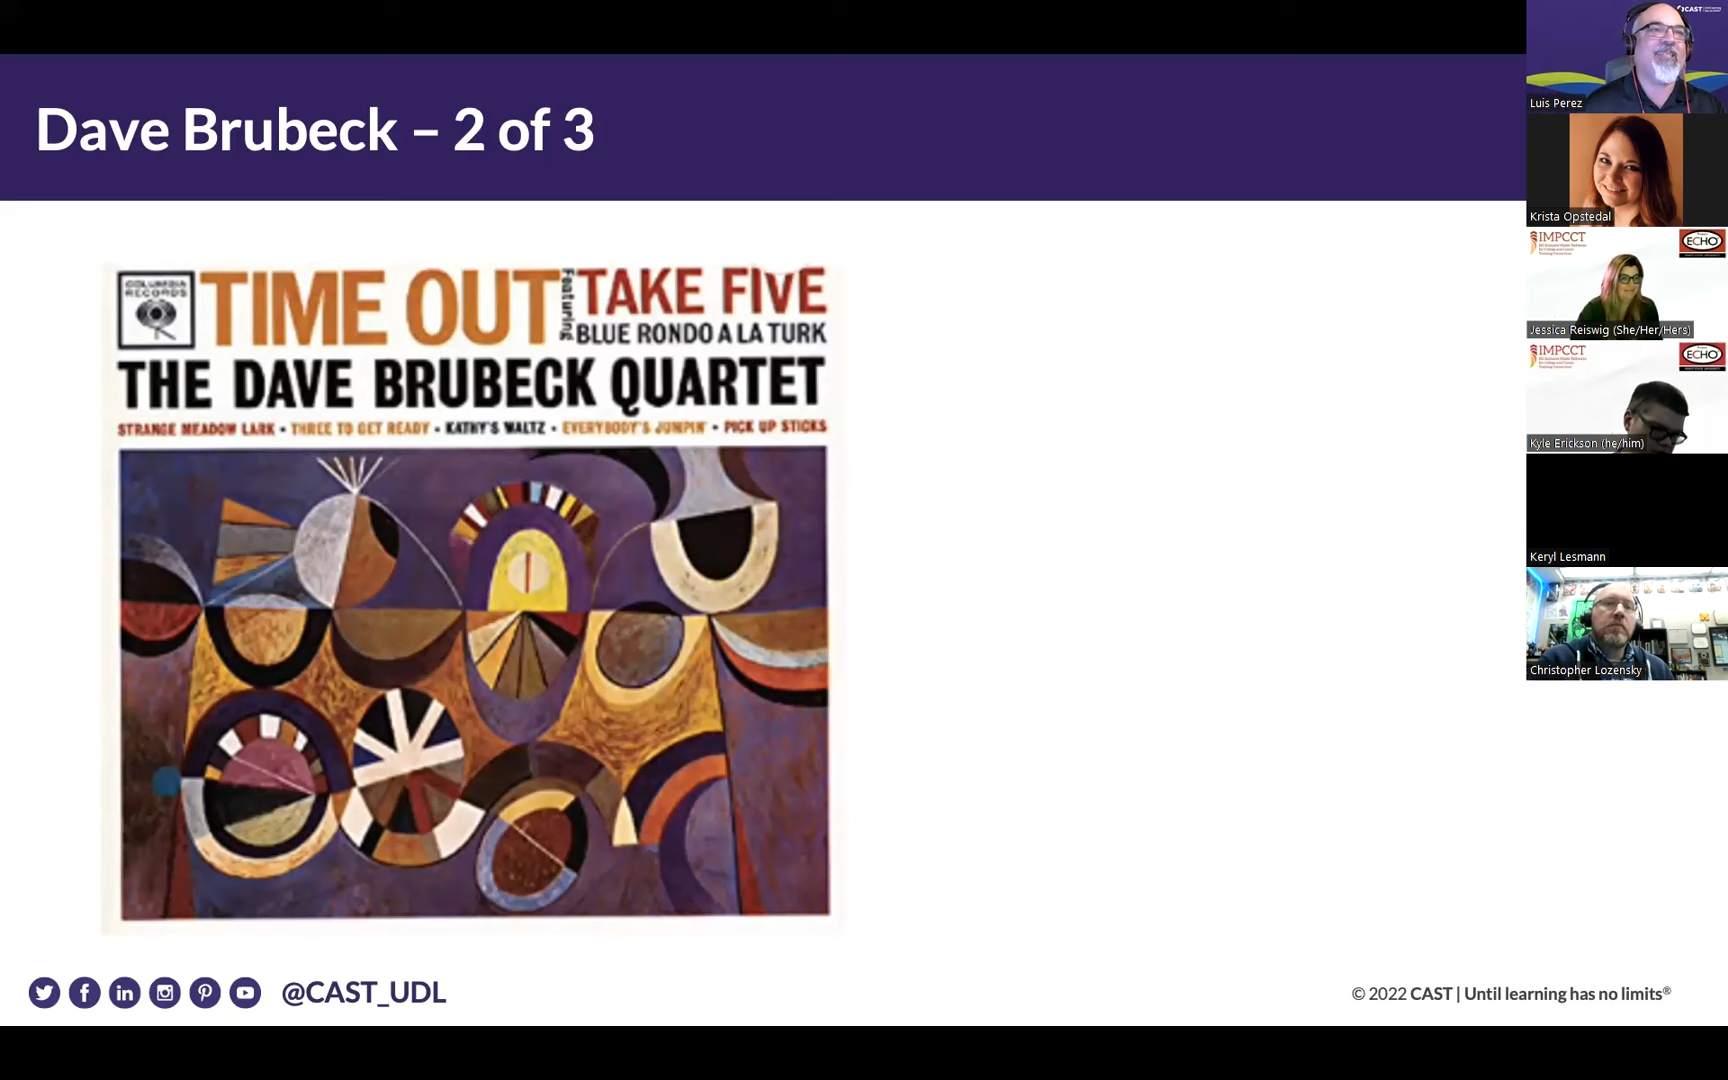 Dave Brubeck – 2 of 3
COLUMBIA
RECORDS
TIME OUT
Featuring
TAKE FIVE
BLUE RONDO A LA TURK
THE DAVE BRUBECK QUARTET
STRANGE MEADOW LARK • THREE TO GET READY • KATHY'S WALTZ • EVERYBODY'S JUMPIN' • PICK UP STICKS
@CAST_UDL
© 2022 CAST | Until learning has no limits®
CAST
Luis Perez
Krista Opstedal
IMPCCT
ECHO
Jessica Reiswig (She/Her/Hers)
IMPCCT
ECHO
Kyle Erickson (he/him)
Keryl Lesmann
Christopher Lozensky